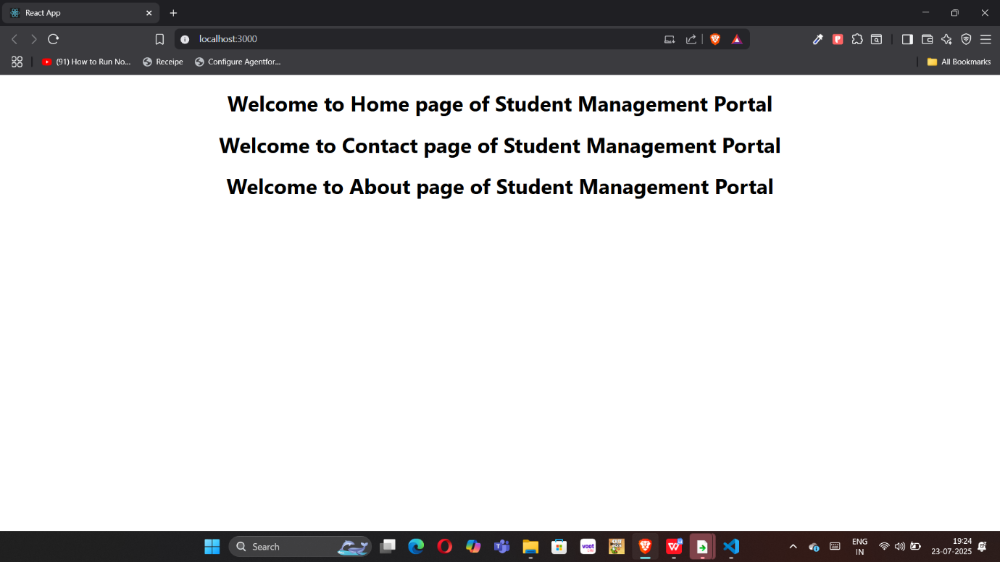 React App
localhost:3000
(91) How to Run No...
Receipe
Configure Agentfor...
All Bookmarks
Welcome to Home page of Student Management Portal
Welcome to Contact page of Student Management Portal
Welcome to About page of Student Management Portal
Search
voot
ENG
IN
19:24
23-07-2025